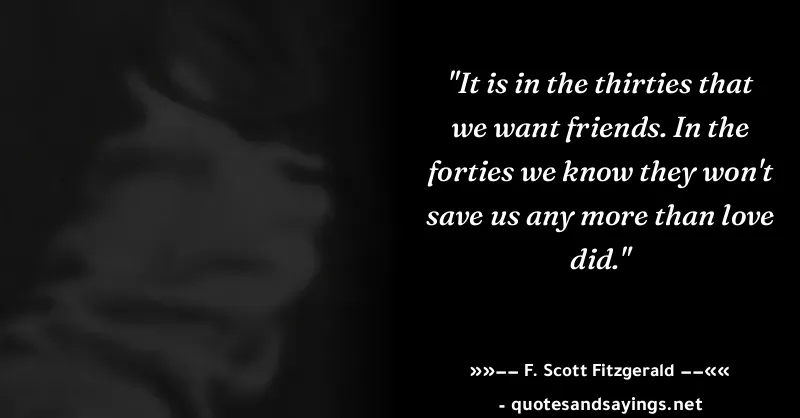 "It is in the thirties that
we want friends. In the
forties we know they won't
save us any more than love
did."
»»−− F. Scott Fitzgerald −−««
- quotesandsayings.net